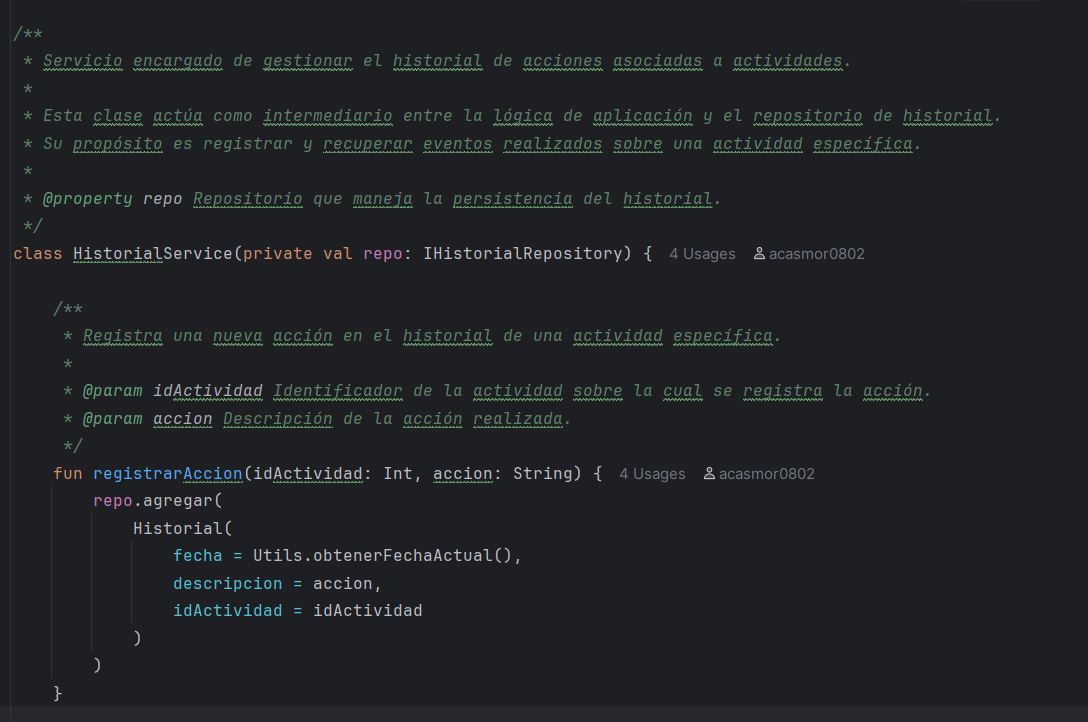 /**
 * Servicio encargado de gestionar el historial de acciones asociadas a actividades.
 *
 * Esta clase actúa como intermediario entre la lógica de aplicación y el repositorio de historial.
 * Su propósito es registrar y recuperar eventos realizados sobre una actividad específica.
 *
 * @property repo Repositorio que maneja la persistencia del historial.
 */
class HistorialService(private val repo: IHistorialRepository) { 4 Usages acasmor0802
    /**
     * Registra una nueva acción en el historial de una actividad específica.
     *
     * @param idActividad Identificador de la actividad sobre la cual se registra la acción.
     * @param accion Descripción de la acción realizada.
     */
    fun registrarAccion(idActividad: Int, accion: String) { 4 Usages acasmor0802
        repo.agregar(
            Historial(
                fecha = Utils.obtenerFechaActual(),
                descripcion = accion,
                idActividad = idActividad
            )
        )
    }